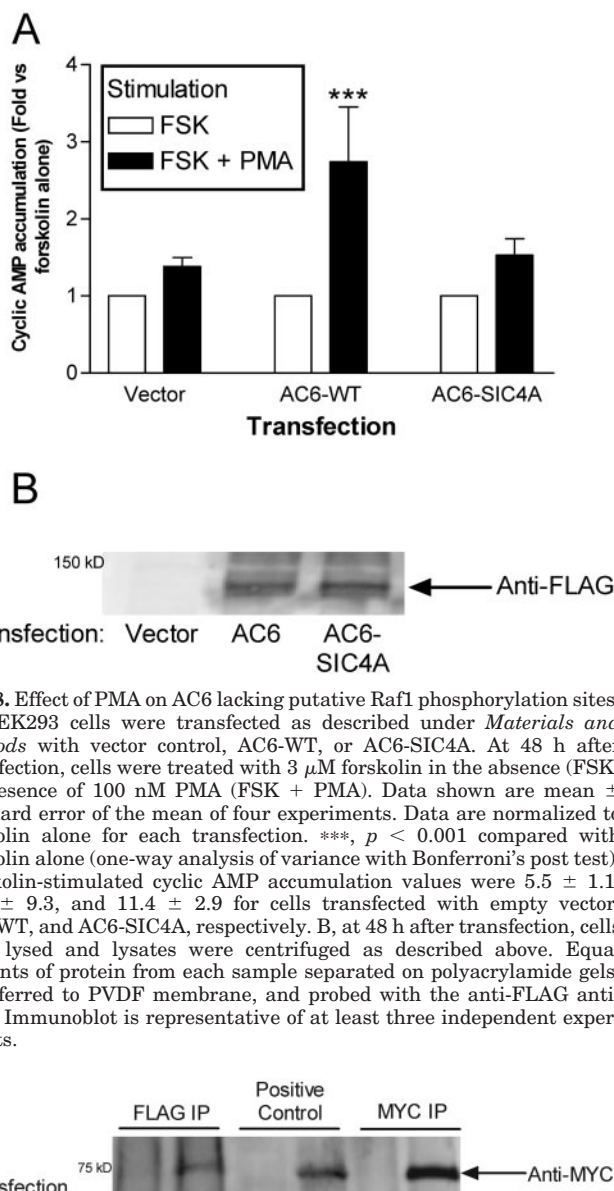 A
Cyclic AMP accumulation (Fold vs
forskolin alone)
4
3
2
1
0
Stimulation
FSK
FSK + PMA
***
Vector
AC6-WT
AC6-SIC4A
Transfection
B
150 kD
Anti-FLAG
nsfection: Vector AC6 AC6-
SIC4A
3. Effect of PMA on AC6 lacking putative Raf1 phosphorylation sites
EK293 cells were transfected as described under Materials and
ods with vector control, AC6-WT, or AC6-SIC4A. At 48 h after
fection, cells were treated with 3 μM forskolin in the absence (FSK
esence of 100 nM PMA (FSK + PMA). Data shown are mean ±
ard error of the mean of four experiments. Data are normalized to
olin alone for each transfection. ***, p < 0.001 compared with
olin alone (one-way analysis of variance with Bonferroni's post test)
kolin-stimulated cyclic AMP accumulation values were 5.5 ± 1.1
± 9.3, and 11.4 ± 2.9 for cells transfected with empty vector
WT, and AC6-SIC4A, respectively. B, at 48 h after transfection, cells
lysed and lysates were centrifuged as described above. Equa
nts of protein from each sample separated on polyacrylamide gels
ferred to PVDF membrane, and probed with the anti-FLAG anti
Immunoblot is representative of at least three independent exper
ts.
FLAG IP
Positive
Control
MYC IP
75 kD
Anti-MYC